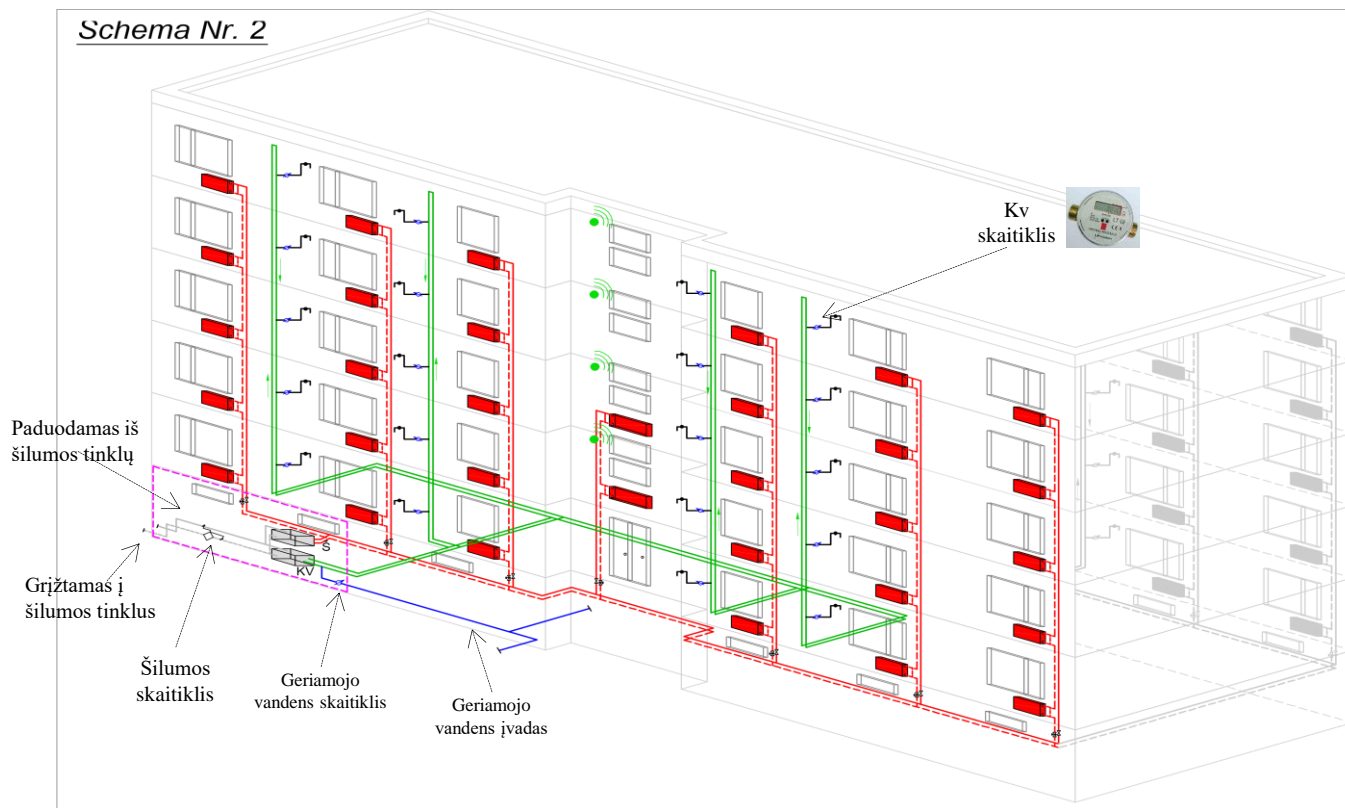 Schema Nr. 2
Kv
skaitiklis
Paduodamas iš
šilumos tinklų
Grįžtamas į
šilumos tinklus
Šilumos
skaitiklis
Geriamojo
vandens skaitiklis
Geriamojo
vandens įvadas
Š
KV